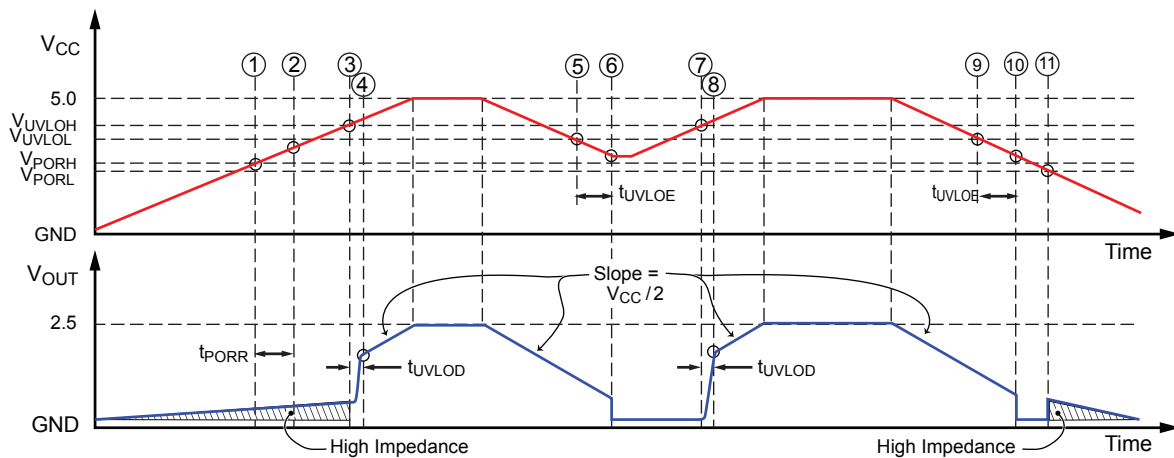 VCC
1 2 3 4 5 6 7 8 9 10 11
5.0
VUVLOH
VUVLOL
VPORH
VPORL
tUVLOE
tUVLOE
GND
Time
VOUT
Slope =
VCC /2
2.5
tPORR
tUVLOD
tUVLOD
GND
Time
High Impedance
High Impedance